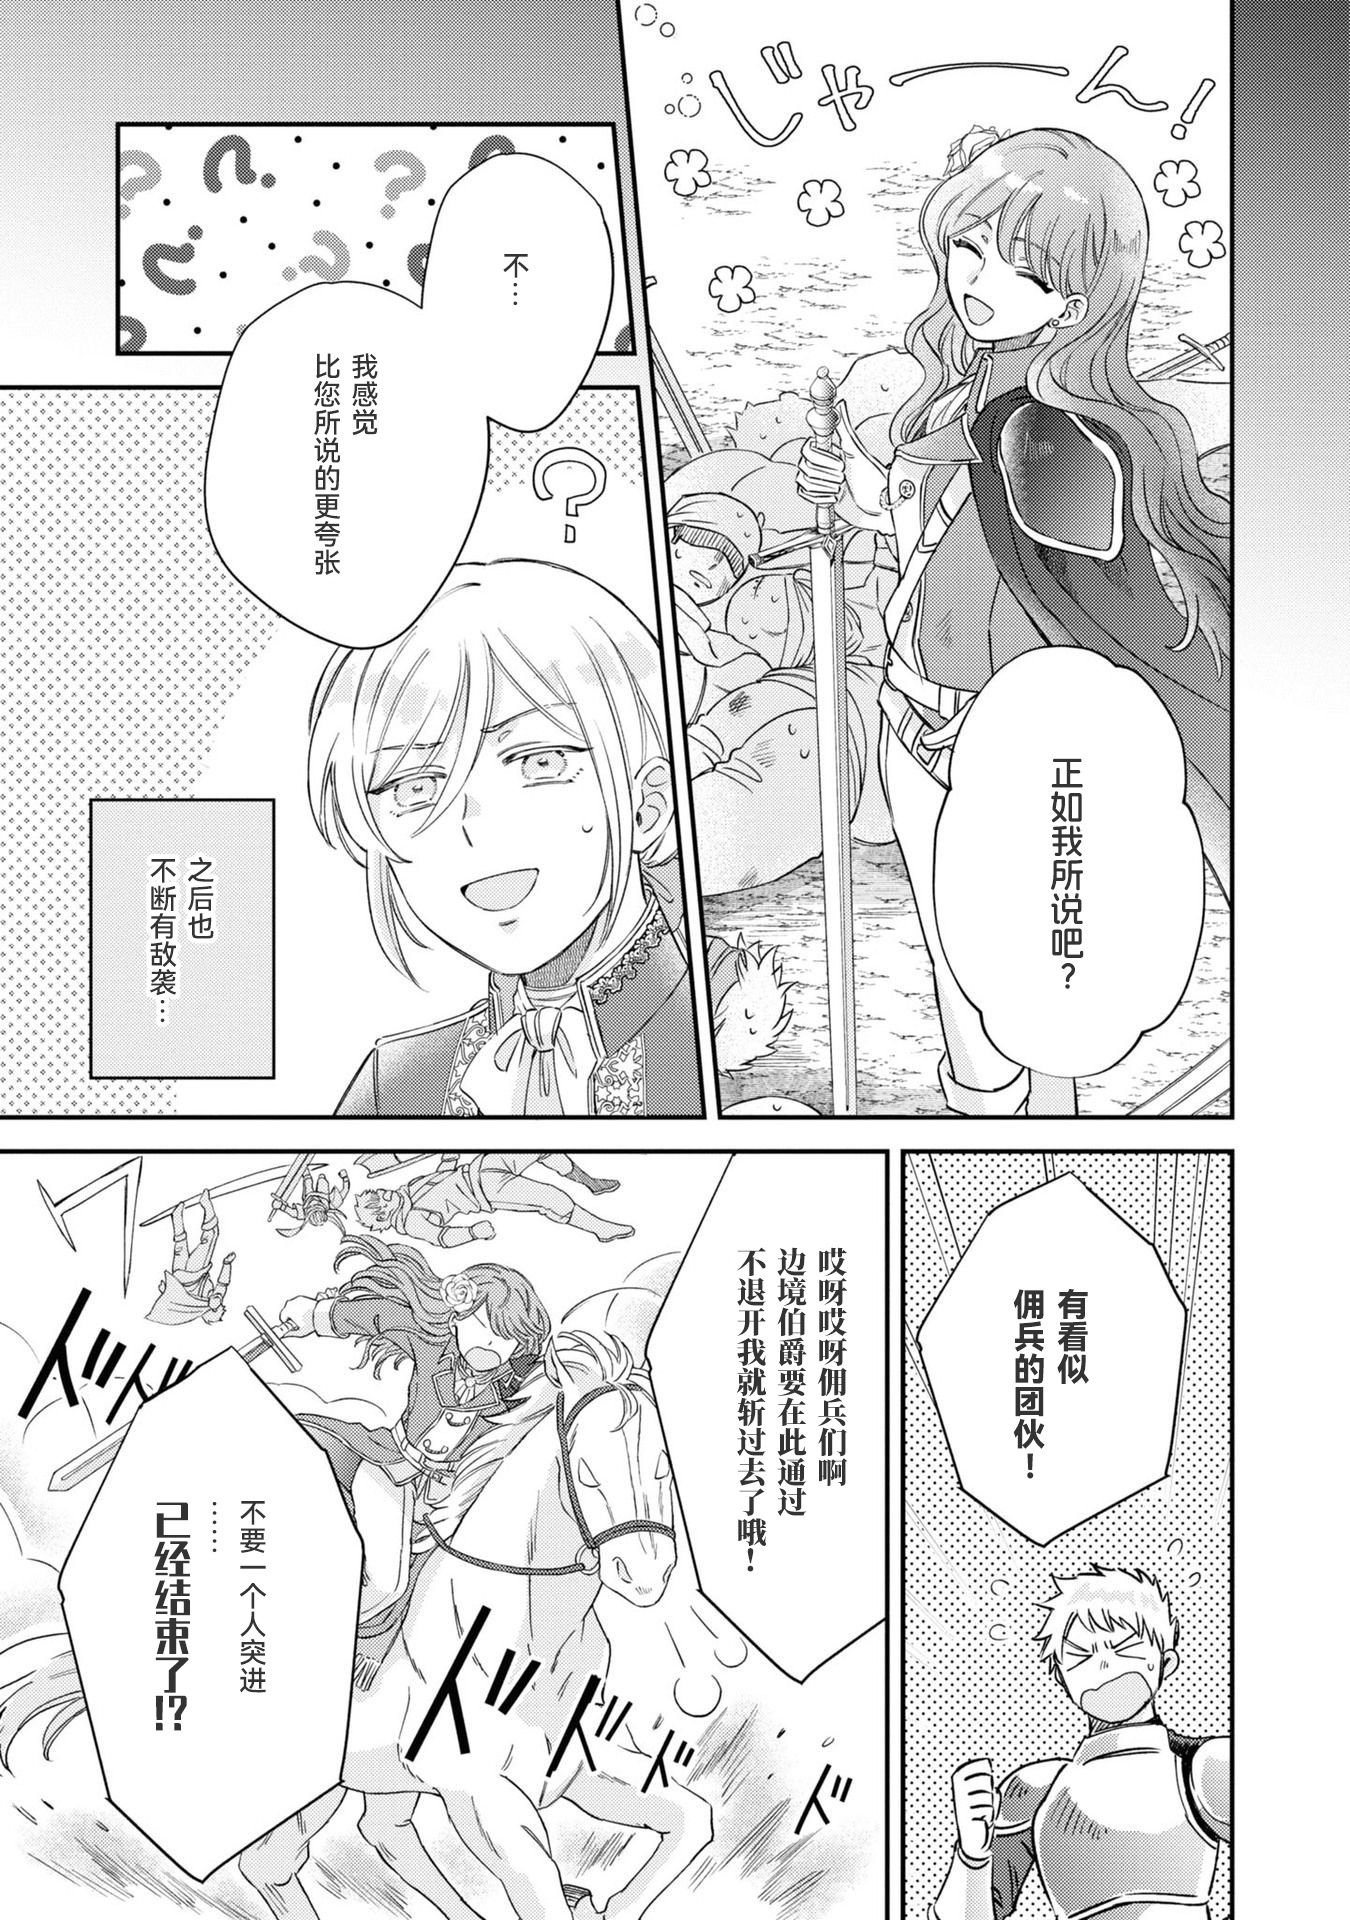 じゃーん！
正如我所说吧？
不…
我感觉
比您所说的更夸张
？
之后也
不断有敌袭…
有看似
佣兵的团伙！
哎呀哎呀佣兵们啊
边境伯爵要在此通过
不退开我就斩过去了哦！
ドドド
ドドドド
不要一个人突进
……
已经结束了!?